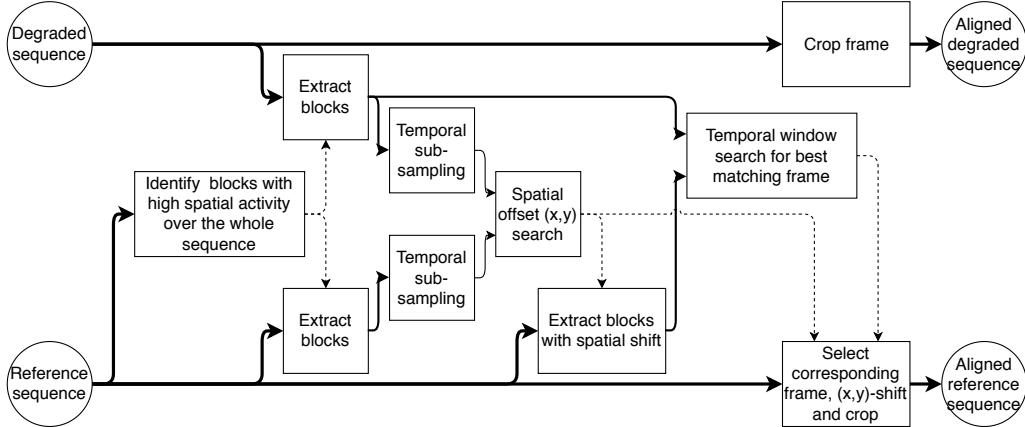 Degraded
sequence
Crop frame
Aligned
degraded
sequence
Extract
blocks
Temporal
sub-
sampling
Temporal window
search for best
matching frame
Identify  blocks with
high spatial activity
over the whole
sequence
Spatial
offset (x,y)
search
Temporal
sub-
sampling
Extract
blocks
Extract blocks
with spatial shift
Reference
sequence
Select
corresponding
frame, (x,y)-shift
and crop
Aligned
reference
sequence